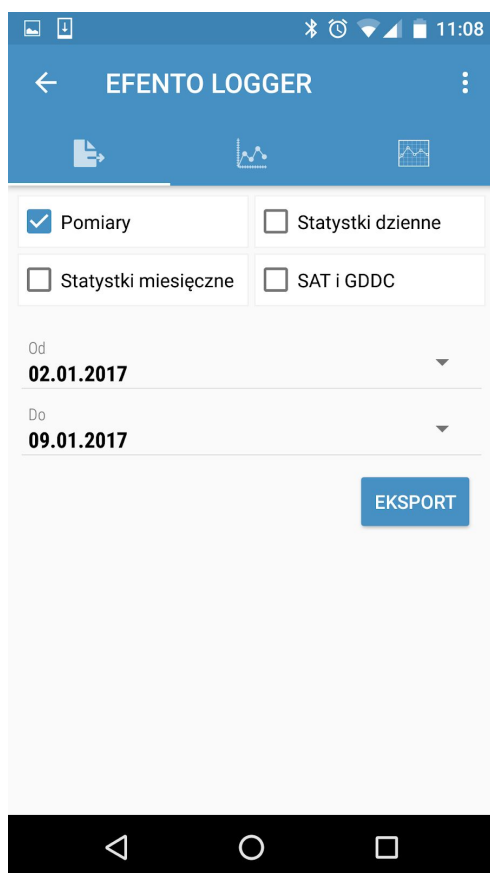 11:08
EFENTO LOGGER
Pomiary
Statystki dzienne
Statystki miesięczne
SAT i GDDC
Od
02.01.2017
Do
09.01.2017
EKSPORT